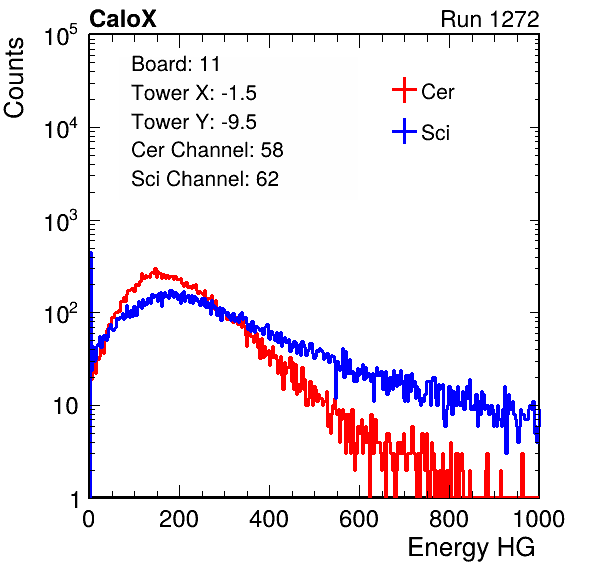 CaloX Run 1272
Counts
10^5
10^4
10^3
10^2
10
1
Board: 11
Tower X: -1.5
Tower Y: -9.5
Cer Channel: 58
Sci Channel: 62
Cer
Sci
0 200 400 600 800 1000
Energy HG